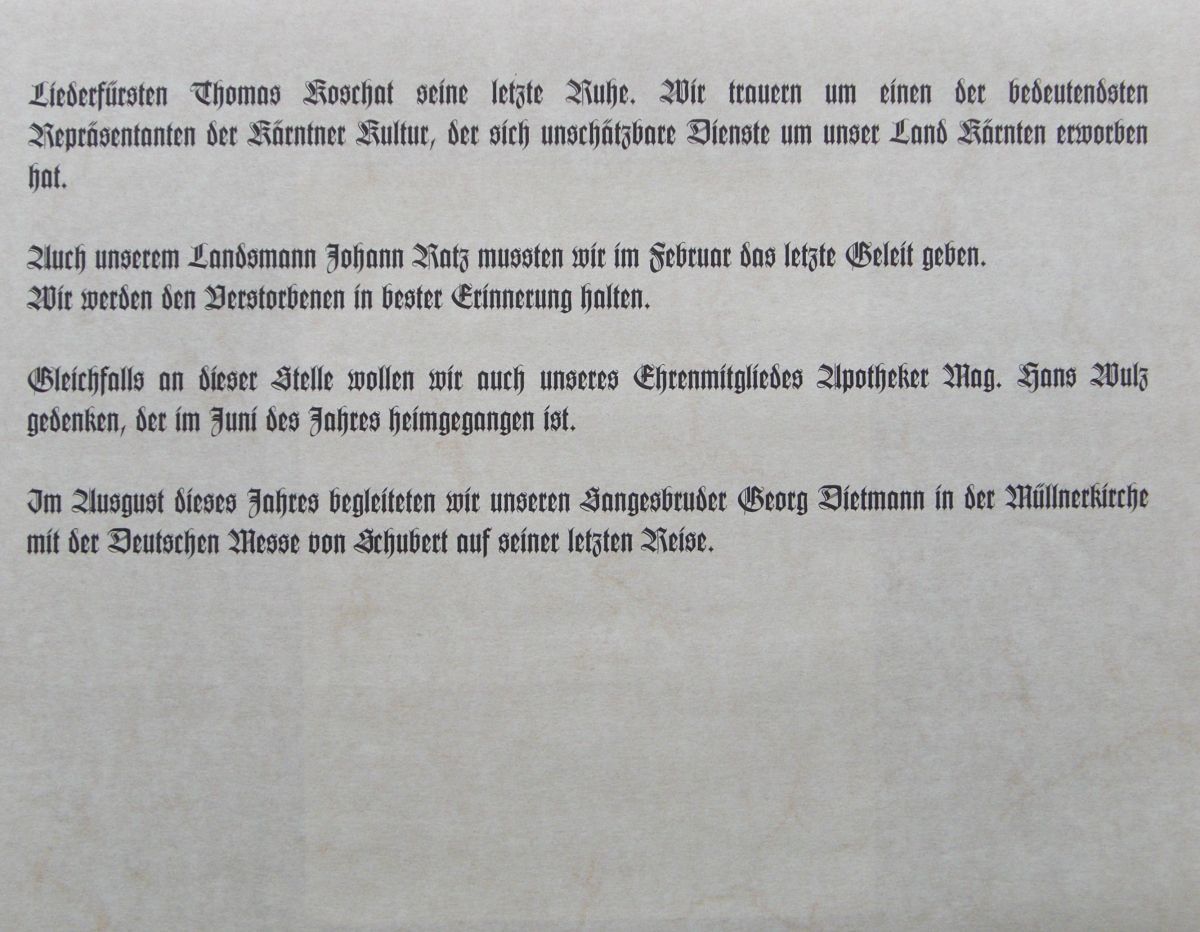 Liederfürsten Thomas Koschat seine letzte Ruhe. Wir trauern um einen der bedeutendsten
Repräsentanten der Kärntner Kultur, der sich unschätzbare Dienste um unser Land Kärnten erworben
hat.
Auch unserem Landsmann Johann Ratz mussten wir im Februar das letzte Geleit geben.
Wir werden den Verstorbenen in bester Erinnerung halten.
Gleichfalls an dieser Stelle wollen wir auch unseres Ehrenmitgliedes Apotheker Mag. Hans Wulz
gedenken, der im Juni des Jahres heimgegangen ist.
Im Ausgust dieses Jahres begleiteten wir unseren Sangesbruder Georg Dietmann in der Müllnerkirche
mit der Deutschen Messe von Schubert auf seiner letzten Reise.